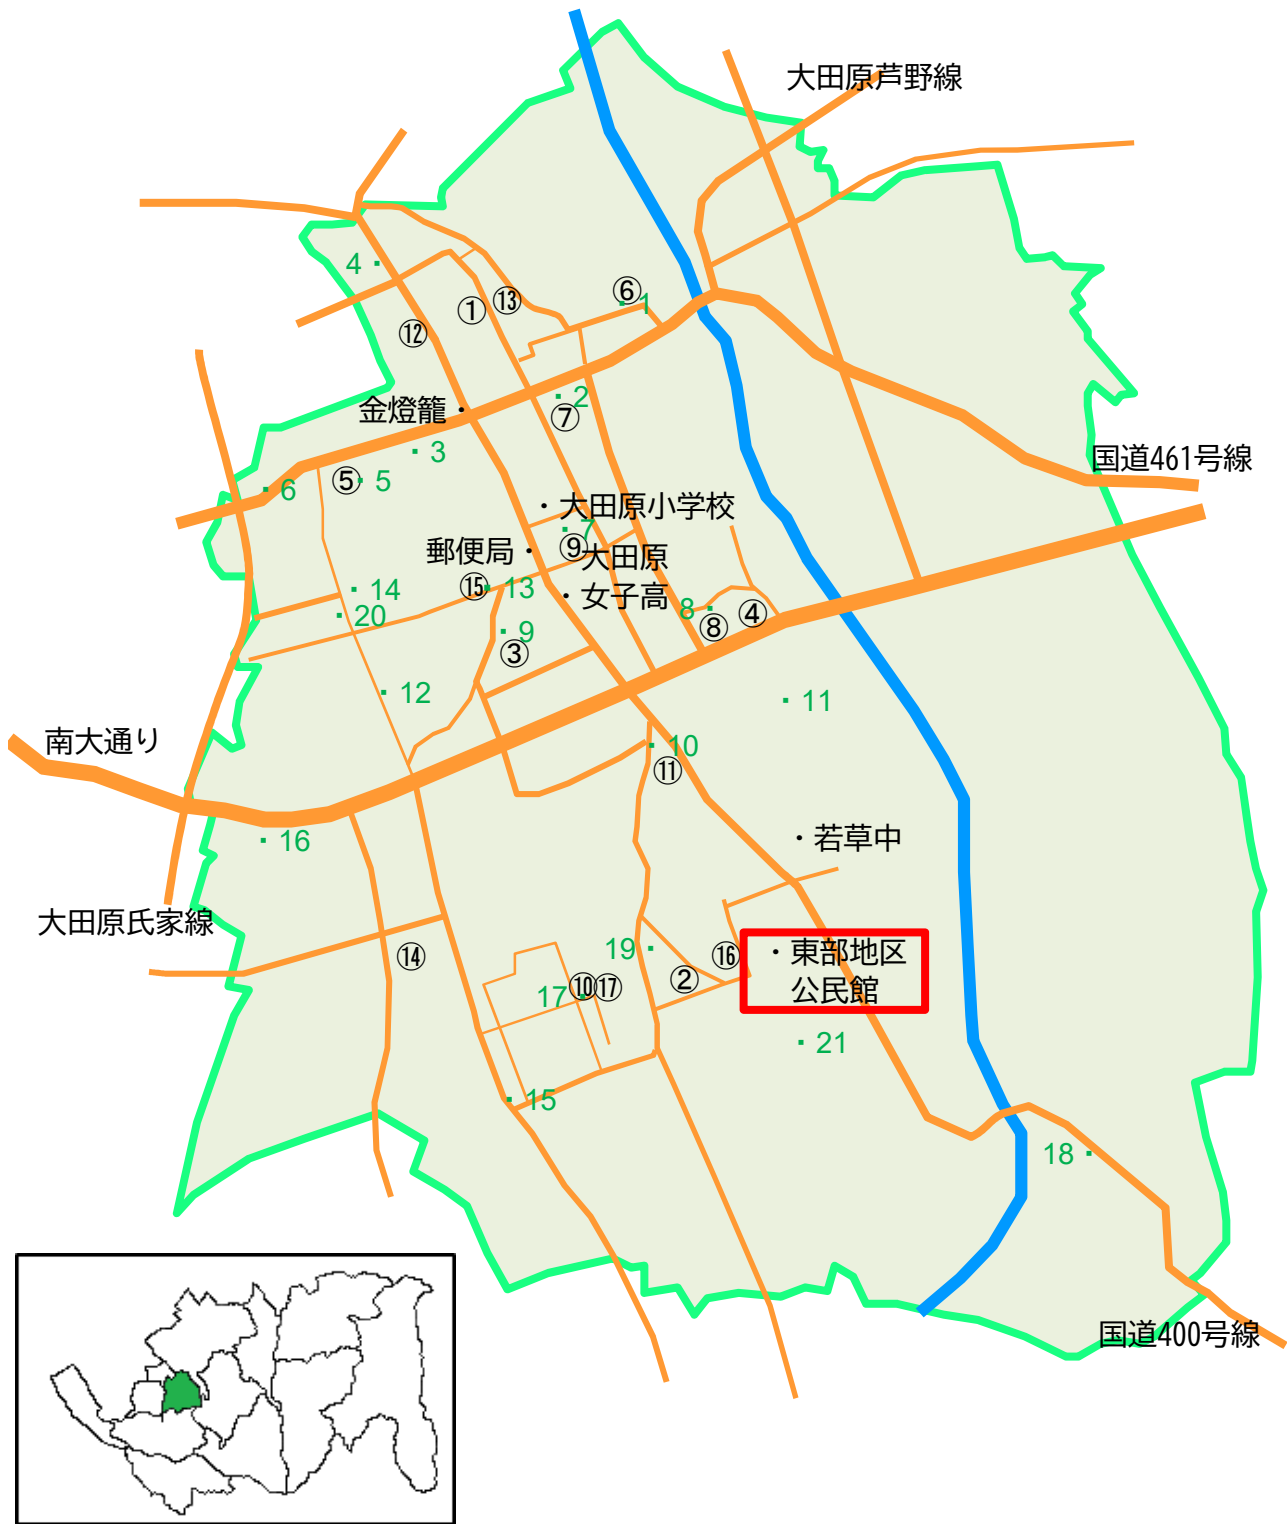 大田原芦野線
4
⑥
1
①
⑬
⑫
2
金燈籠
⑦
3
国道461号線
⑤
5
6
大田原小学校
7
郵便局
⑨
大田原
女子高
⑮
13
14
20
8
④
⑧
9
③
12
11
南大通り
10
⑪
若草中
16
大田原氏家線
19
⑯
東部地区
公民館
⑭
②
17
⑩
⑰
21
15
18
国道400号線